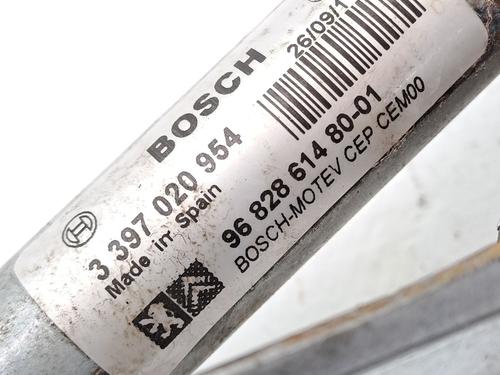 BOSCH
26/09/1
3 397 020 954
Made in Spain
96 828 614 80-01
BOSCH-MOTEV CEP CEM00